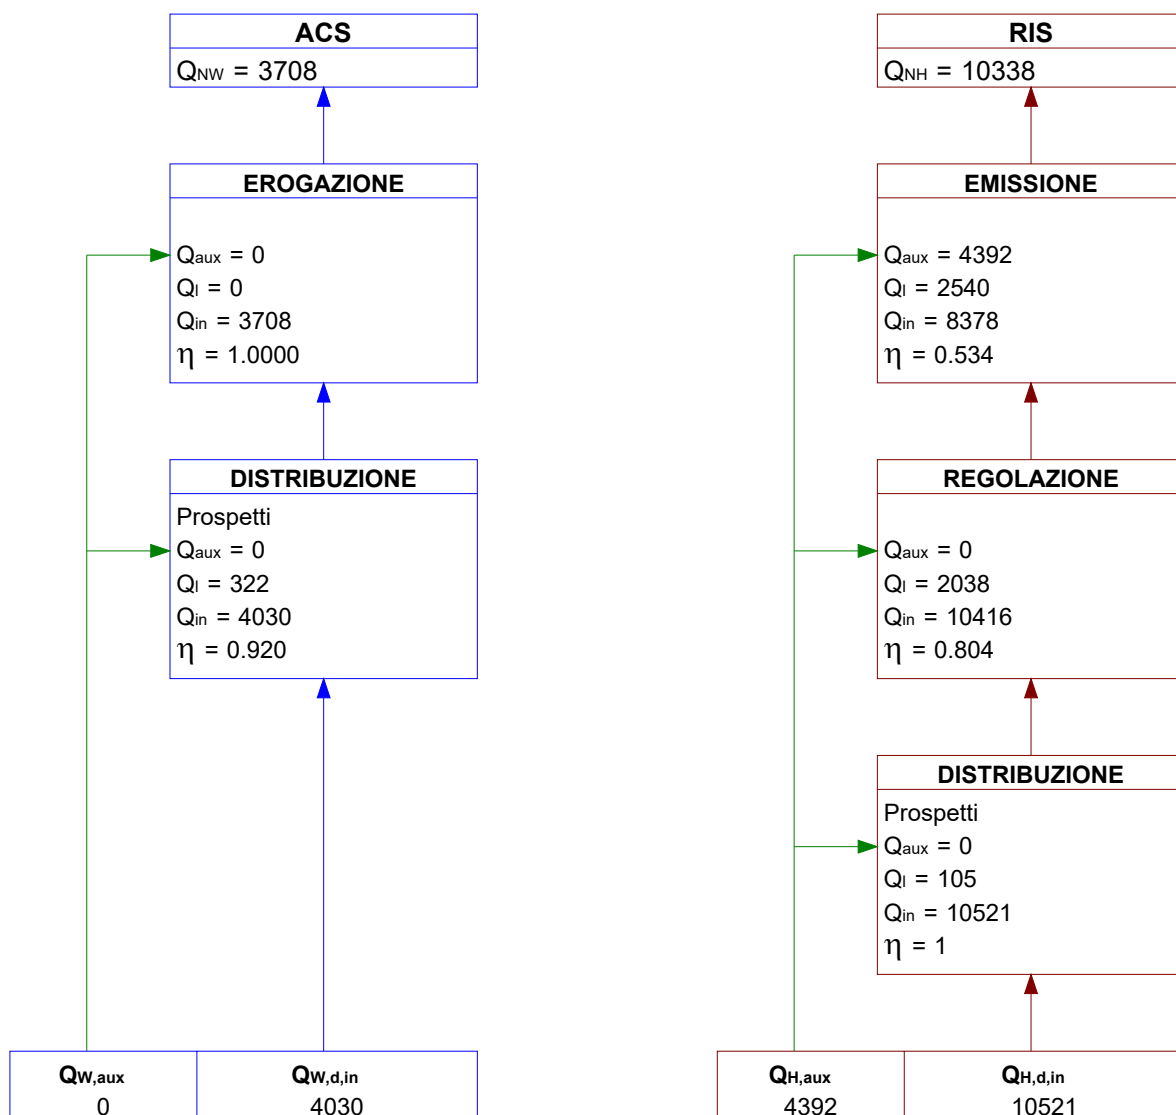 ACS
QNW = 3708
EROGAZIONE
Qaux = 0
Ql = 0
Qin = 3708
η = 1.0000
DISTRIBUZIONE
Prospetti
Qaux = 0
Ql = 322
Qin = 4030
η = 0.920
QW,aux
0
QW,d,in
4030
RIS
QNH = 10338
EMISSIONE
Qaux = 4392
Ql = 2540
Qin = 8378
η = 0.534
REGOLAZIONE
Qaux = 0
Ql = 2038
Qin = 10416
η = 0.804
DISTRIBUZIONE
Prospetti
Qaux = 0
Ql = 105
Qin = 10521
η = 1
QH,aux
4392
QH,d,in
10521